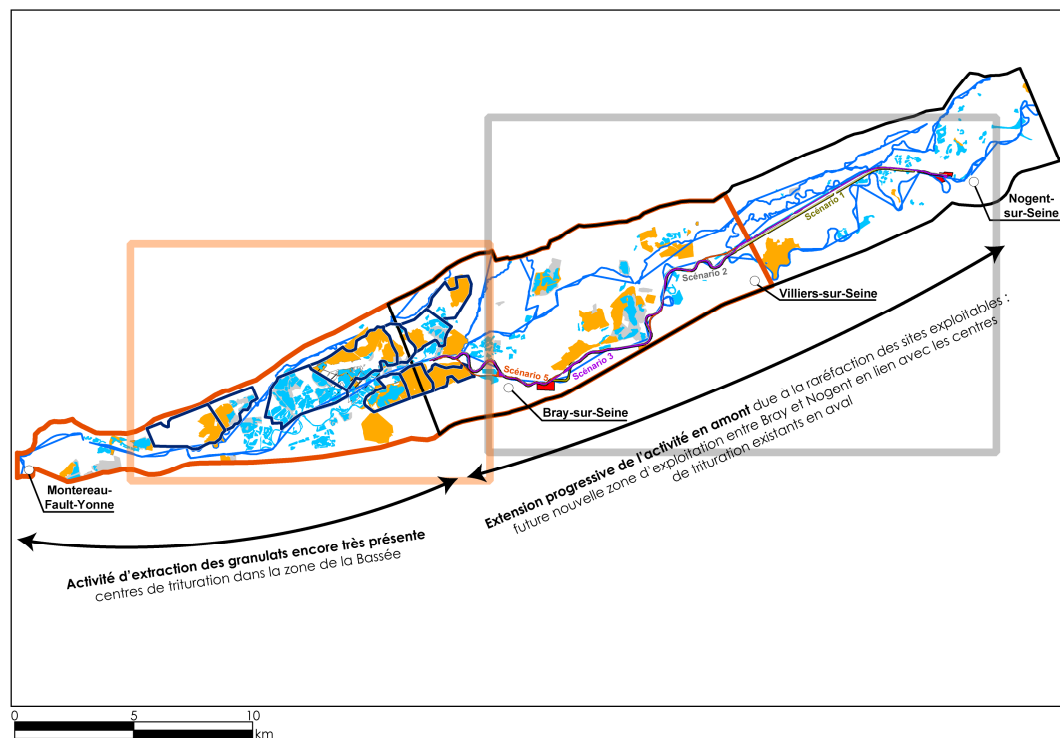 Nogent-
sur-Seine
Scénario 1
Scénario 2
Villiers-sur-Seine
Scénario 3
Scénario 5
Bray-sur-Seine
Montereau-
Fault-Yonne
Extension progressive de l'activité en amont due a la raréfaction des sites exploitables :
future nouvelle zone d'exploitation entre Bray et Nogent en lien avec les centres
de trituration existants en aval
Activité d'extraction des granulats encore très présente
centres de trituration dans la zone de la Bassée
0 5 10
km